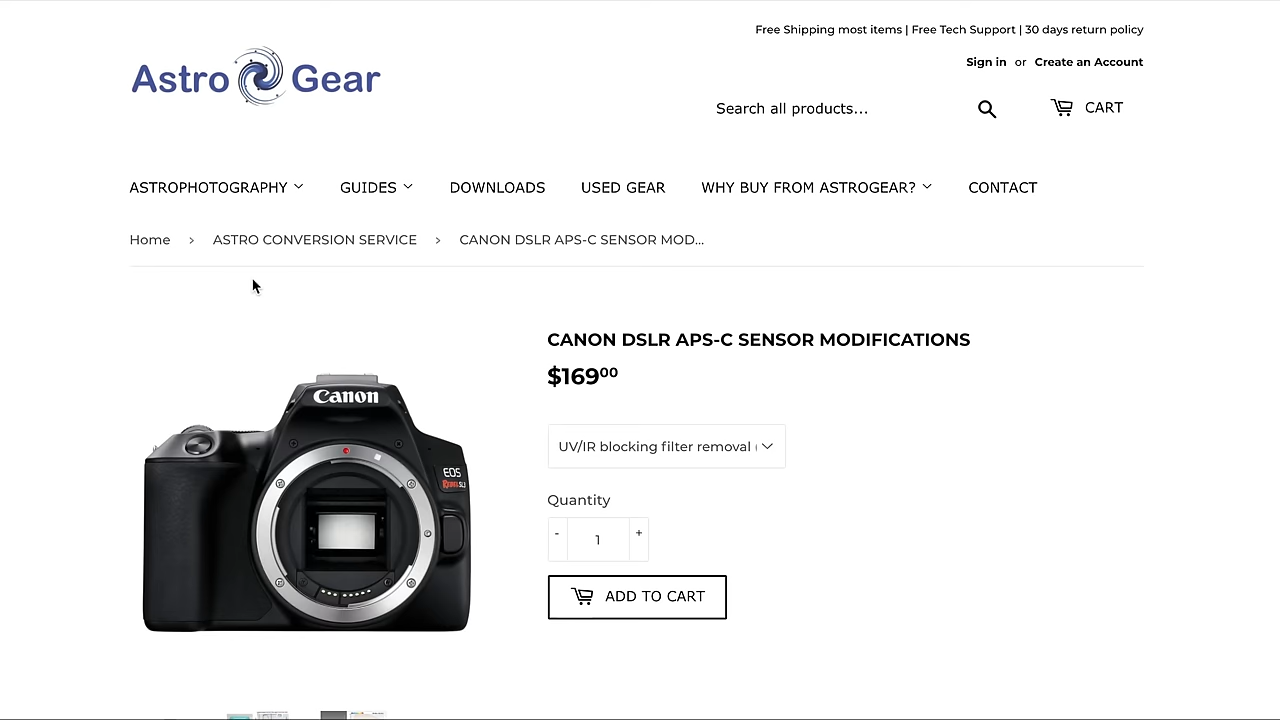 Free Shipping most items | Free Tech Support | 30 days return policy
Astro Gear
Sign in or Create an Account
Search all products...
CART
ASTROPHOTOGRAPHY GUIDES DOWNLOADS USED GEAR WHY BUY FROM ASTROGEAR? CONTACT
Home › ASTRO CONVERSION SERVICE › CANON DSLR APS-C SENSOR MOD...
CANON DSLR APS-C SENSOR MODIFICATIONS
$16900
Canon
UV/IR blocking filter removal
EOS
Quantity
- 1 +
ADD TO CART